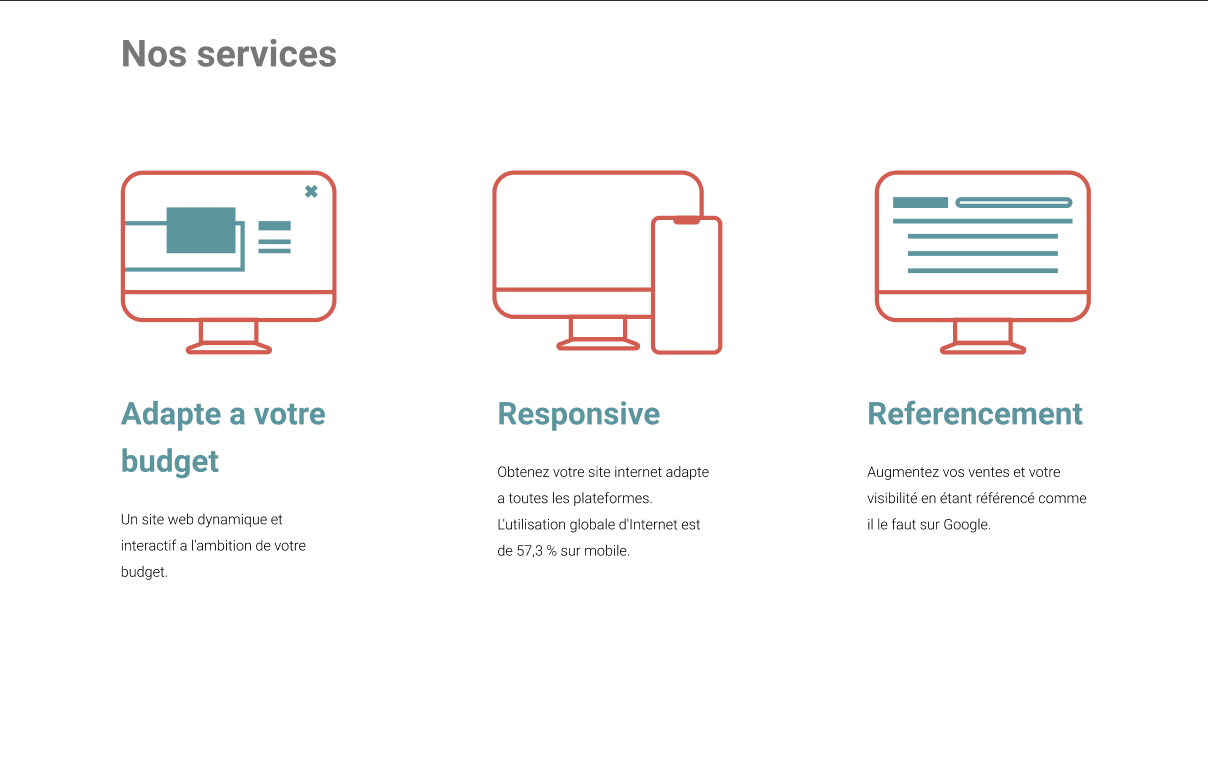 Nos services
Adapte a votre
budget
Un site web dynamique et
interactif a l'ambition de votre
budget.
Responsive
Obtenez votre site internet adapte
a toutes les plateformes.
L'utilisation globale d'Internet est
de 57,3 % sur mobile.
Referencement
Augmentez vos ventes et votre
visibilité en étant référencé comme
il le faut sur Google.